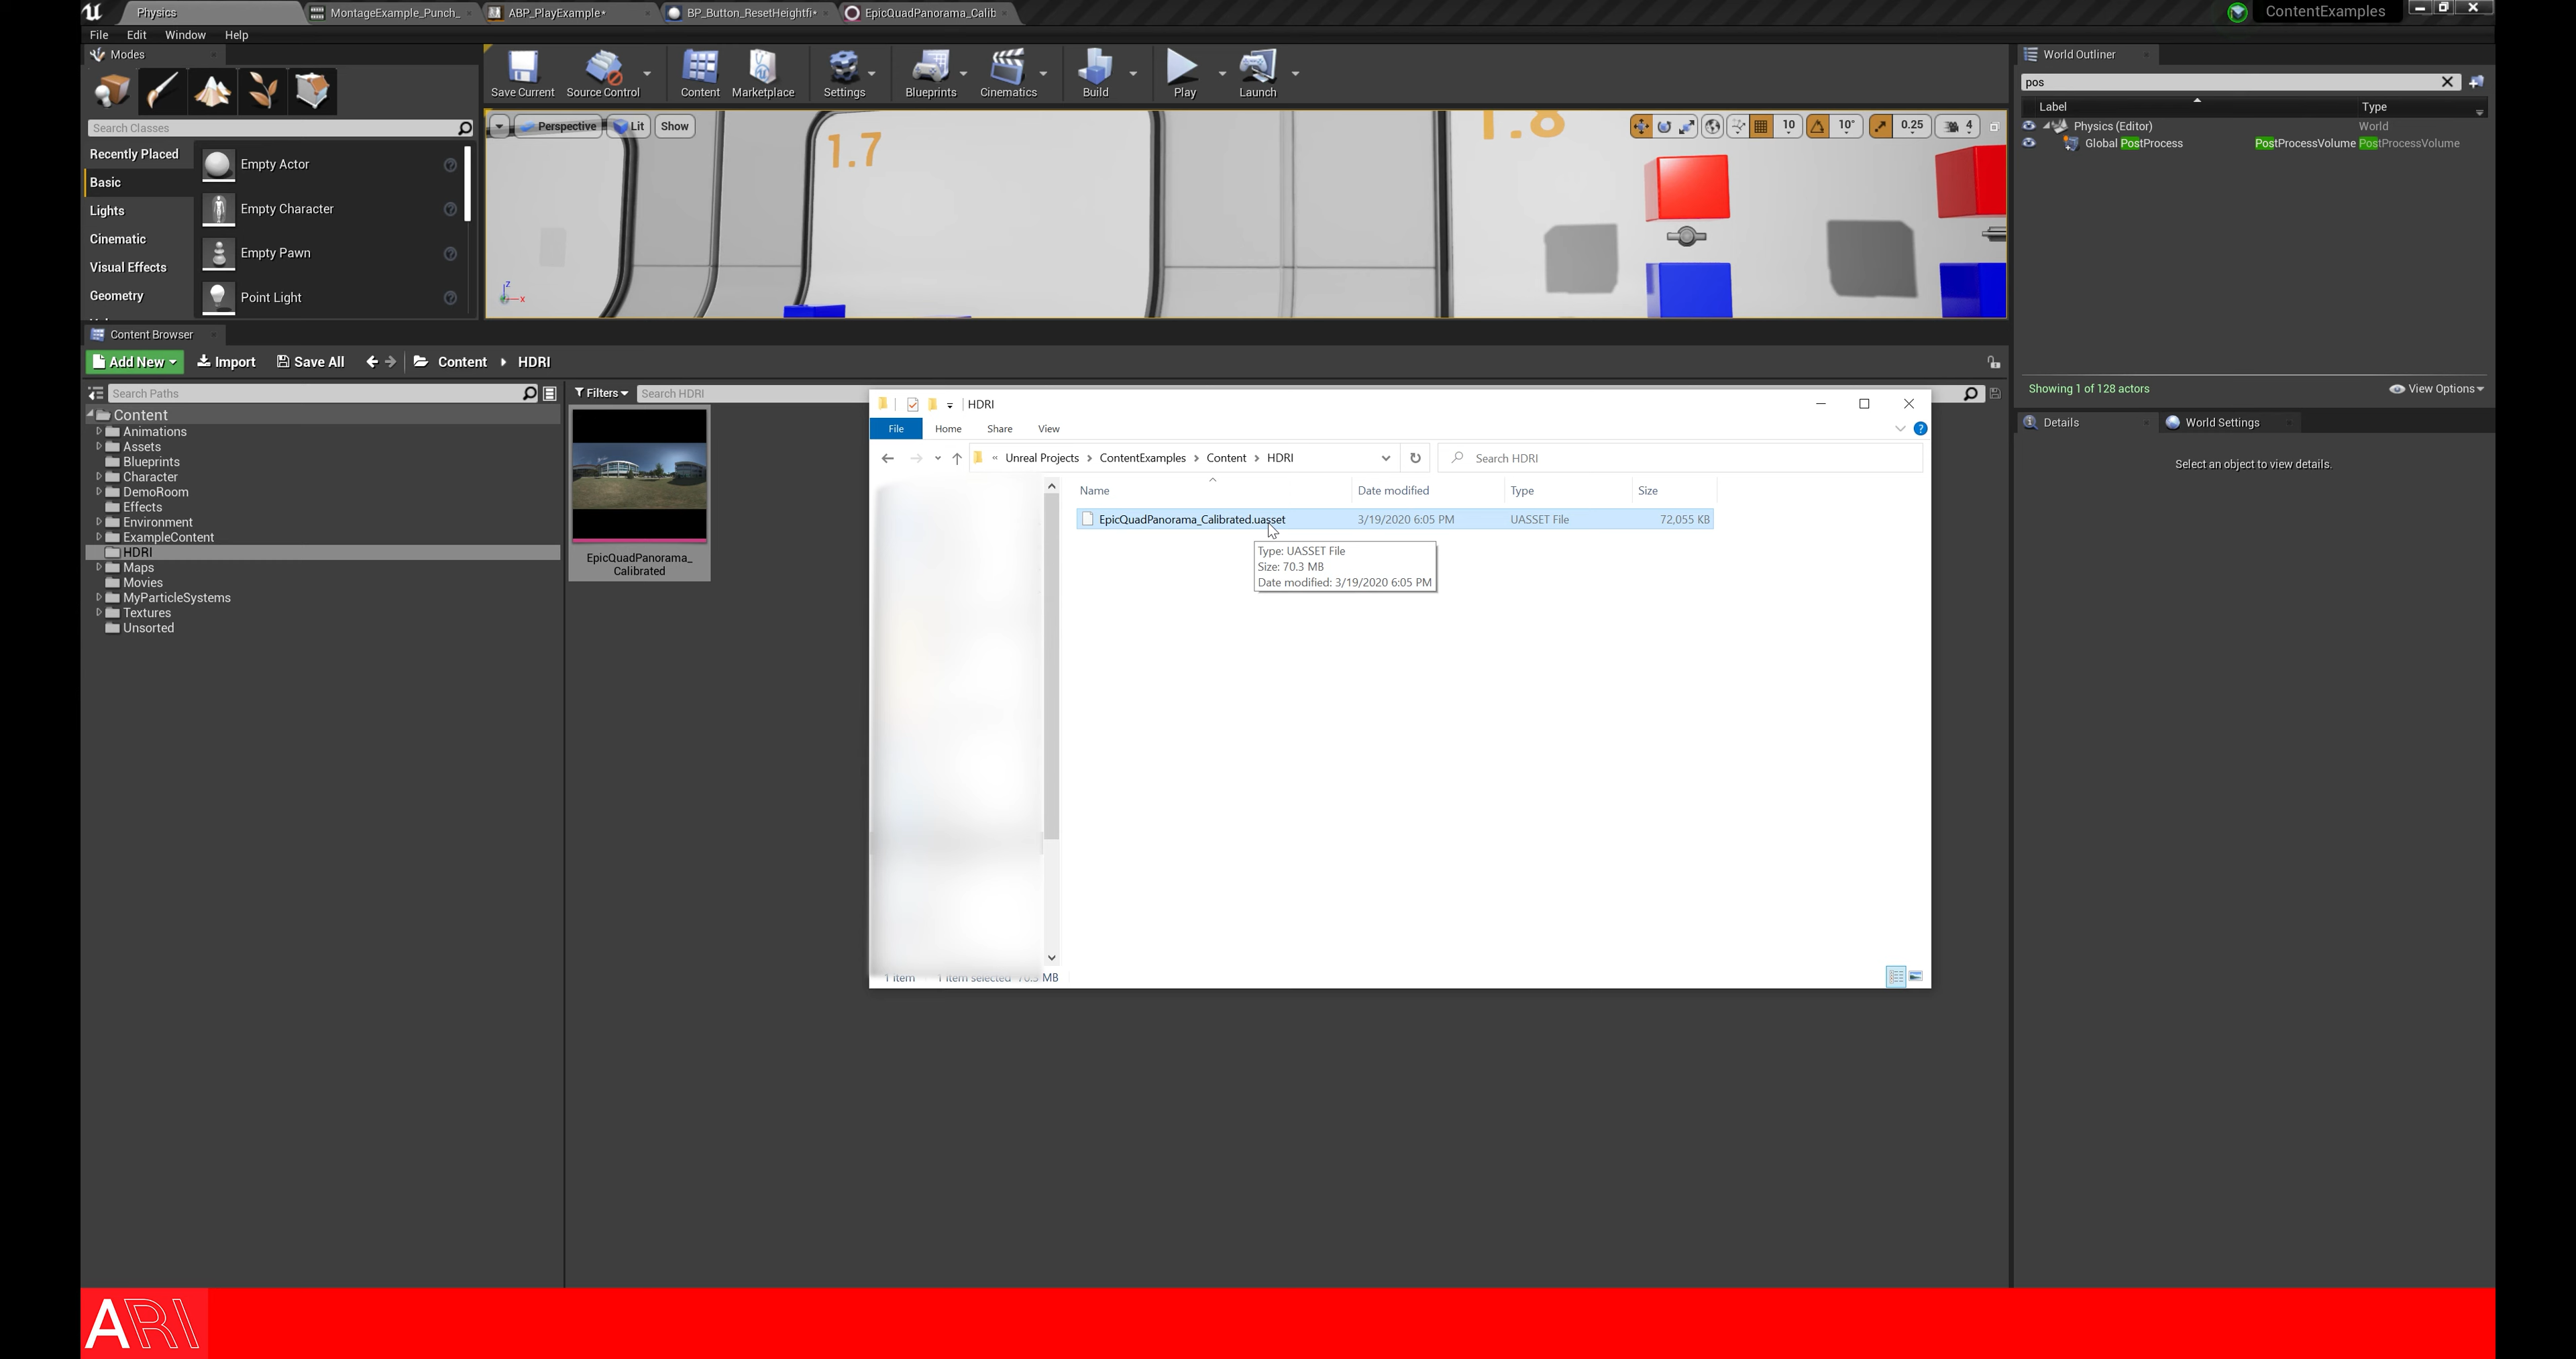 Physics
MontageExample_Punch_
ABP_PlayExample*
BP_Button_ResetHeightfi*
EpicQuadPanorama_Calib
ContentExamples
File Edit Window Help
Modes
Search Classes
Recently Placed
Basic
Lights
Cinematic
Visual Effects
Geometry
Empty Actor
Empty Character
Empty Pawn
Point Light
Save Current
Source Control
Content
Marketplace
Settings
Blueprints
Cinematics
Build
Play
Launch
Perspective
Lit
Show
10
10°
0.25
4
1.7
1.8
z
x
World Outliner
pos
Label
Type
Physics (Editor)
World
Global PostProcess
PostProcessVolume
PostProcessVolume
Showing 1 of 128 actors
View Options
Details
World Settings
Select an object to view details.
Content Browser
Add New
Import
Save All
Content
HDRI
Search Paths
Content
Animations
Assets
Blueprints
Character
DemoRoom
Effects
Environment
ExampleContent
HDRI
Maps
Movies
MyParticleSystems
Textures
Unsorted
Filters
Search HDRI
EpicQuadPanorama_
Calibrated
HDRI
File Home Share View
« Unreal Projects > ContentExamples > Content > HDRI
Search HDRI
Name
Date modified
Type
Size
EpicQuadPanorama_Calibrated.uasset
3/19/2020 6:05 PM
UASSET File
72,055 KB
Type: UASSET File
Size: 70.3 MB
Date modified: 3/19/2020 6:05 PM
1 item
1 item selected 70.3 MB
ARI